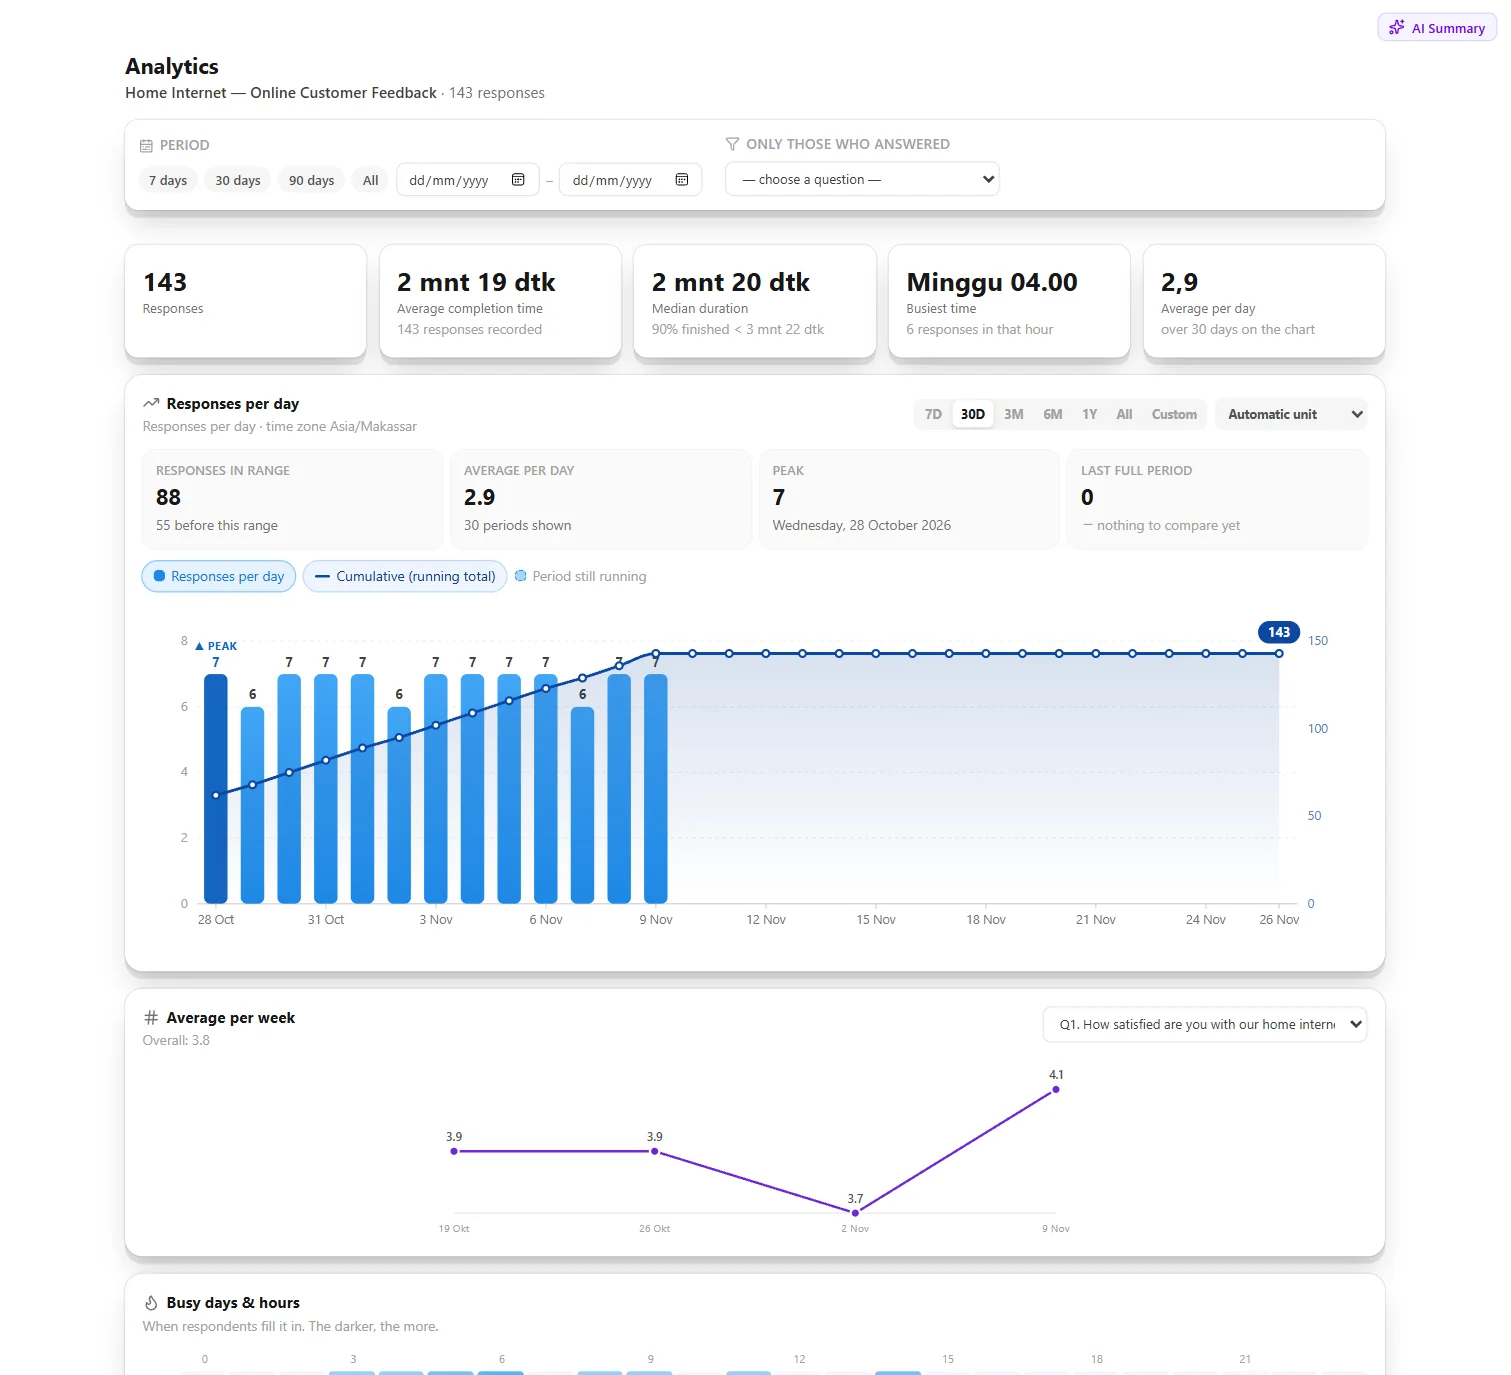 AI Summary
Analytics
Home Internet — Online Customer Feedback · 143 responses
PERIOD
ONLY THOSE WHO ANSWERED
7 days 30 days 90 days All dd/mm/yyyy – dd/mm/yyyy
— choose a question —
143
Responses
2 mnt 19 dtk
Average completion time
143 responses recorded
2 mnt 20 dtk
Median duration
90% finished < 3 mnt 22 dtk
Minggu 04.00
Busiest time
6 responses in that hour
2,9
Average per day
over 30 days on the chart
Responses per day
Responses per day · time zone Asia/Makassar
7D 30D 3M 6M 1Y All Custom
Automatic unit
RESPONSES IN RANGE
88
55 before this range
AVERAGE PER DAY
2.9
30 periods shown
PEAK
7
Wednesday, 28 October 2026
LAST FULL PERIOD
0
— nothing to compare yet
Responses per day
Cumulative (running total)
Period still running
143
8 150
▲ PEAK
7 7 7 7 7 7 7 7 7 7
6 6 6
6
100
4
50
2
0 0
28 Oct 31 Oct 3 Nov 6 Nov 9 Nov 12 Nov 15 Nov 18 Nov 21 Nov 24 Nov 26 Nov
Average per week
Overall: 3.8
Q1. How satisfied are you with our home intern
4.1
3.9 3.9
3.7
19 Okt 26 Okt 2 Nov 9 Nov
Busy days & hours
When respondents fill it in. The darker, the more.
0 3 6 9 12 15 18 21